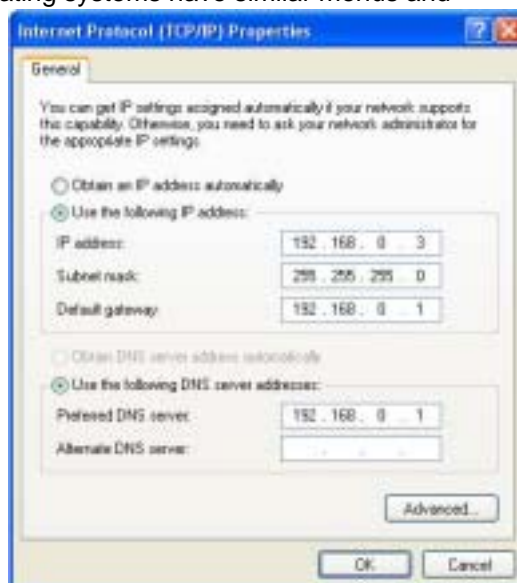 ating systems have similar menus and
Internet Protocol (TCP/IP) Properties
General
You can get IP settings assigned automatically if your network supports
this capability. Otherwise, you need to ask your network administrator for
the appropriate IP settings.
Obtain an IP address automatically
Use the following IP address:
IP address: 192 . 168 . 0 . 3
Subnet mask: 255 . 255 . 255 . 0
Default gateway: 192 . 168 . 0 . 1
Obtain DNS server address automatically
Use the following DNS server addresses:
Preferred DNS server: 192 . 168 . 0 . 1
Alternate DNS server: . . .
Advanced...
OK Cancel